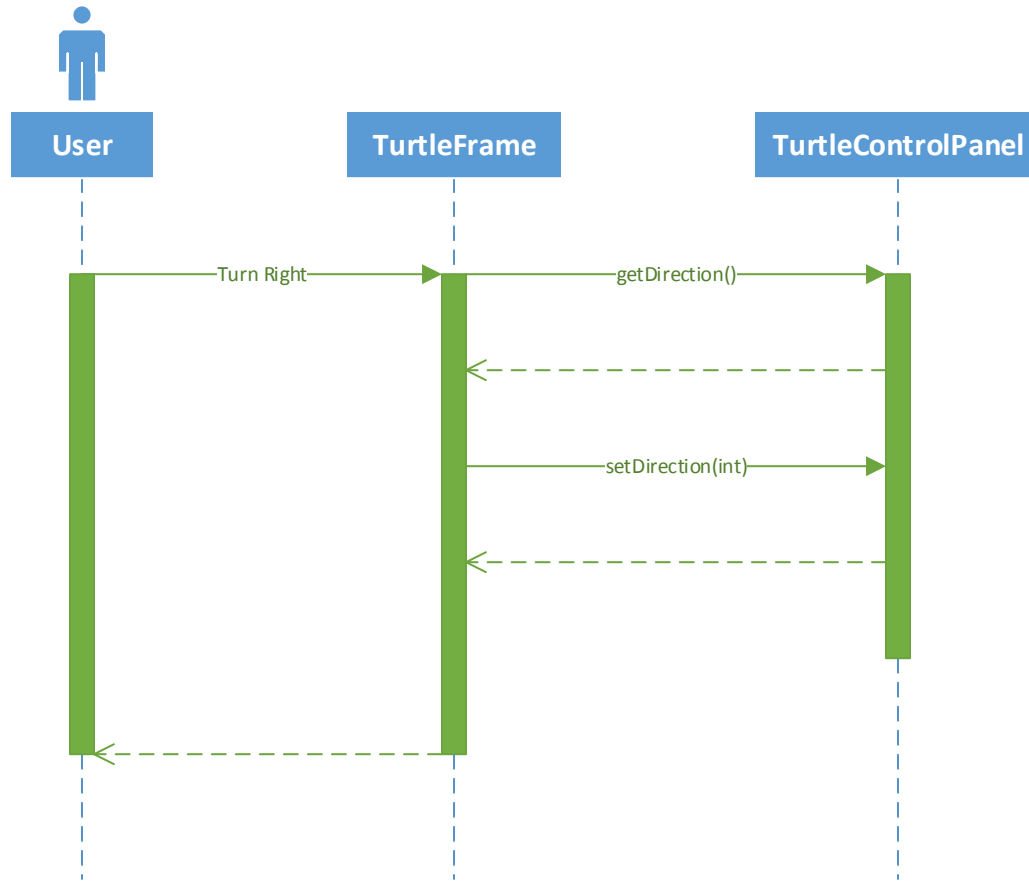 User
TurtleFrame
TurtleControlPanel
Turn Right
getDirection()
setDirection(int)